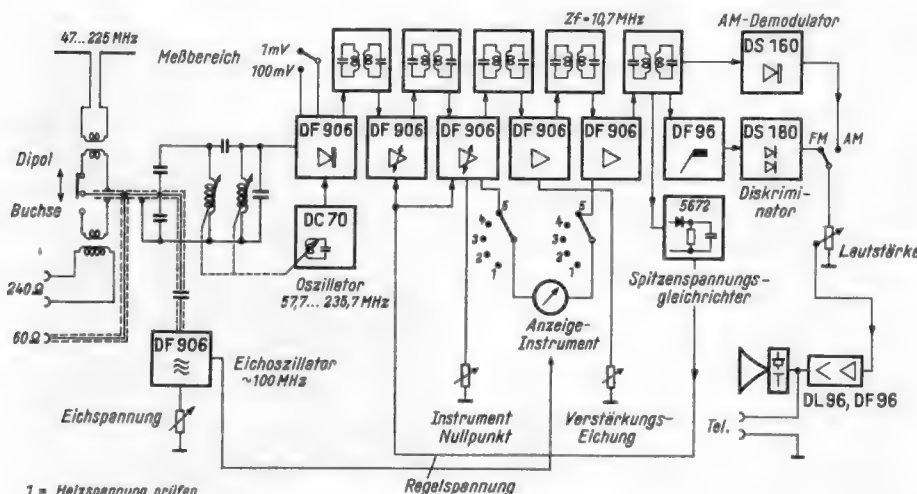 47...225 MHz
Meßbereich
1mV
100mV
Zf = 10,7 MHz
AM-Demodulator
DS 160
Dipol
Buchse
DF 906
DF 906
DF 906
DF 906
DF 906
DF 96
DS 180
FM
AM
Diskriminator
DC 70
Oszillator
57,7... 235,7 MHz
5
4
3
2
1
5
4
3
2
1
Anzeige-
Instrument
5672
Spitzenspannungs-
gleichrichter
Lautstärke
240Ω
60Ω
DF 906
Eichoszillator
~100 MHz
Eichspannung
Instrument
Nullpunkt
Verstärkungs-
Eichung
Tel.
DL 96, DF 96
Regelspannung
1 = Heizspannung prüfen